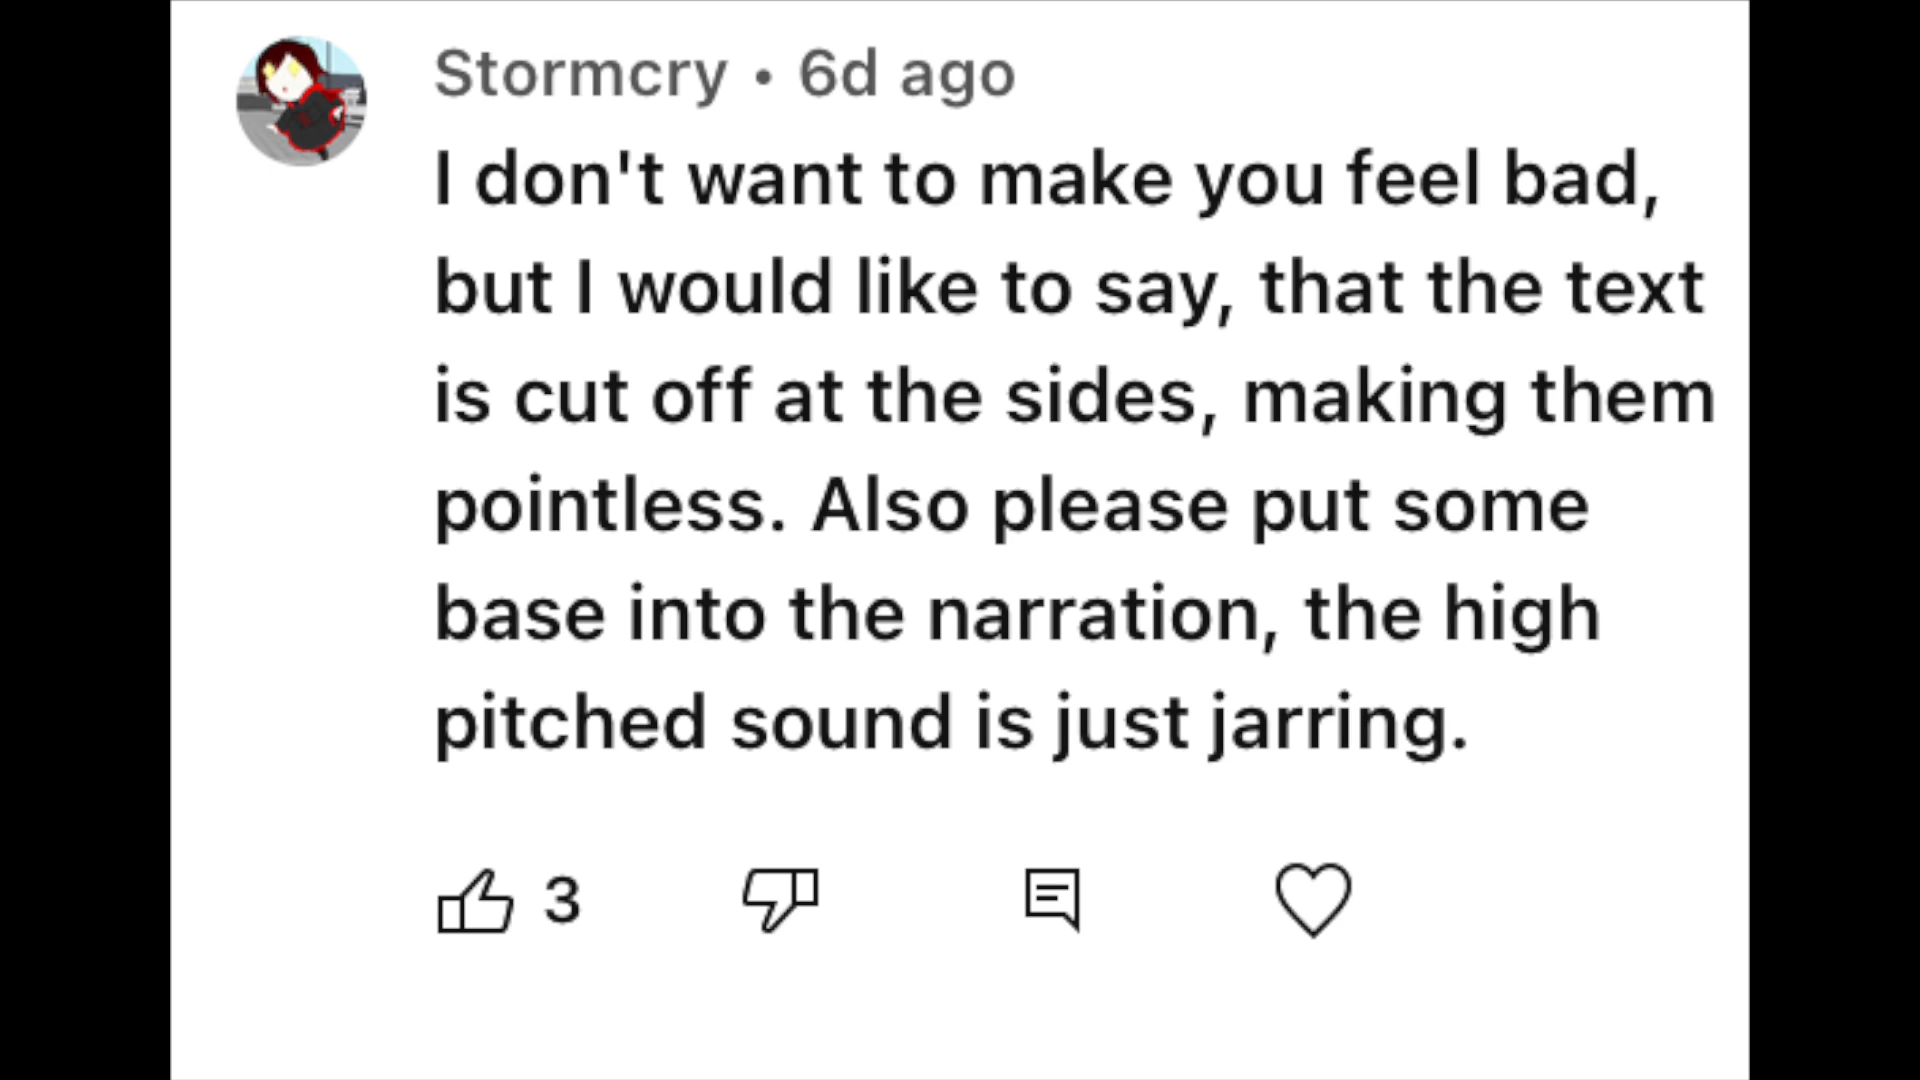 Stormcry • 6d ago
I don't want to make you feel bad,
but I would like to say, that the text
is cut off at the sides, making them
pointless. Also please put some
base into the narration, the high
pitched sound is just jarring.
3